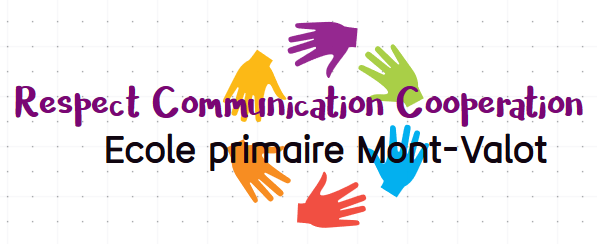 Respect Communication Cooperation
Ecole primaire Mont-Valot